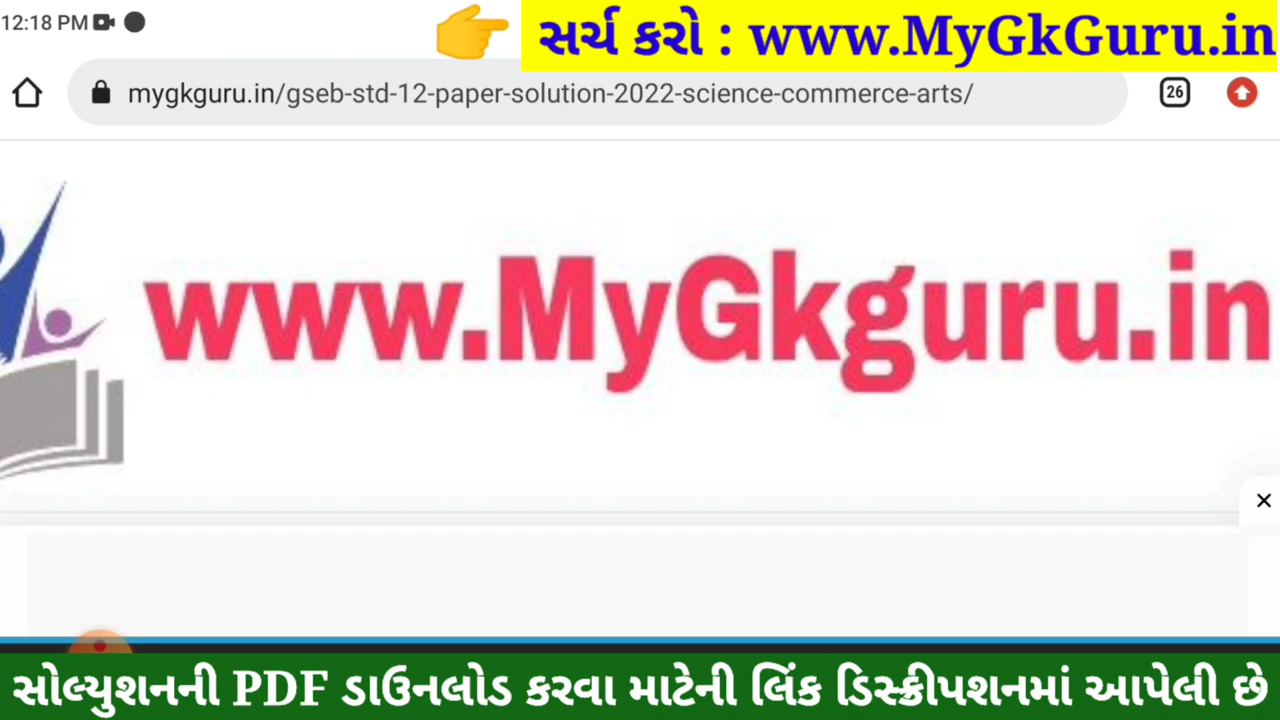 12:18 PM
👉 સર્ચ કરો : www.MyGkGuru.in
mygkguru.in/gseb-std-12-paper-solution-2022-science-commerce-arts/
26
www.MyGkguru.in
સોલ્યુશનની PDF ડાઉનલોડ કરવા માટેની લિંક ડિસ્ક્રીપશનમાં આપેલી છે